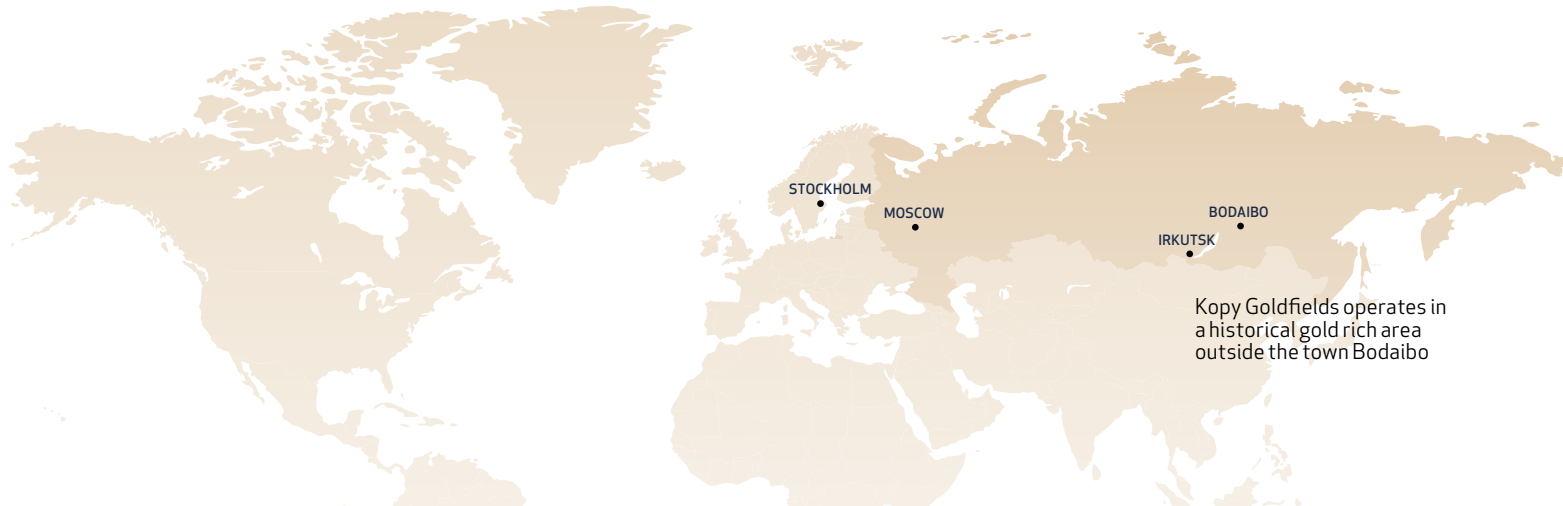 STOCKHOLM
MOSCOW
BODAIBO
IRKUTSK
Kopy Goldfields operates in
a historical gold rich area
outside the town Bodaibo